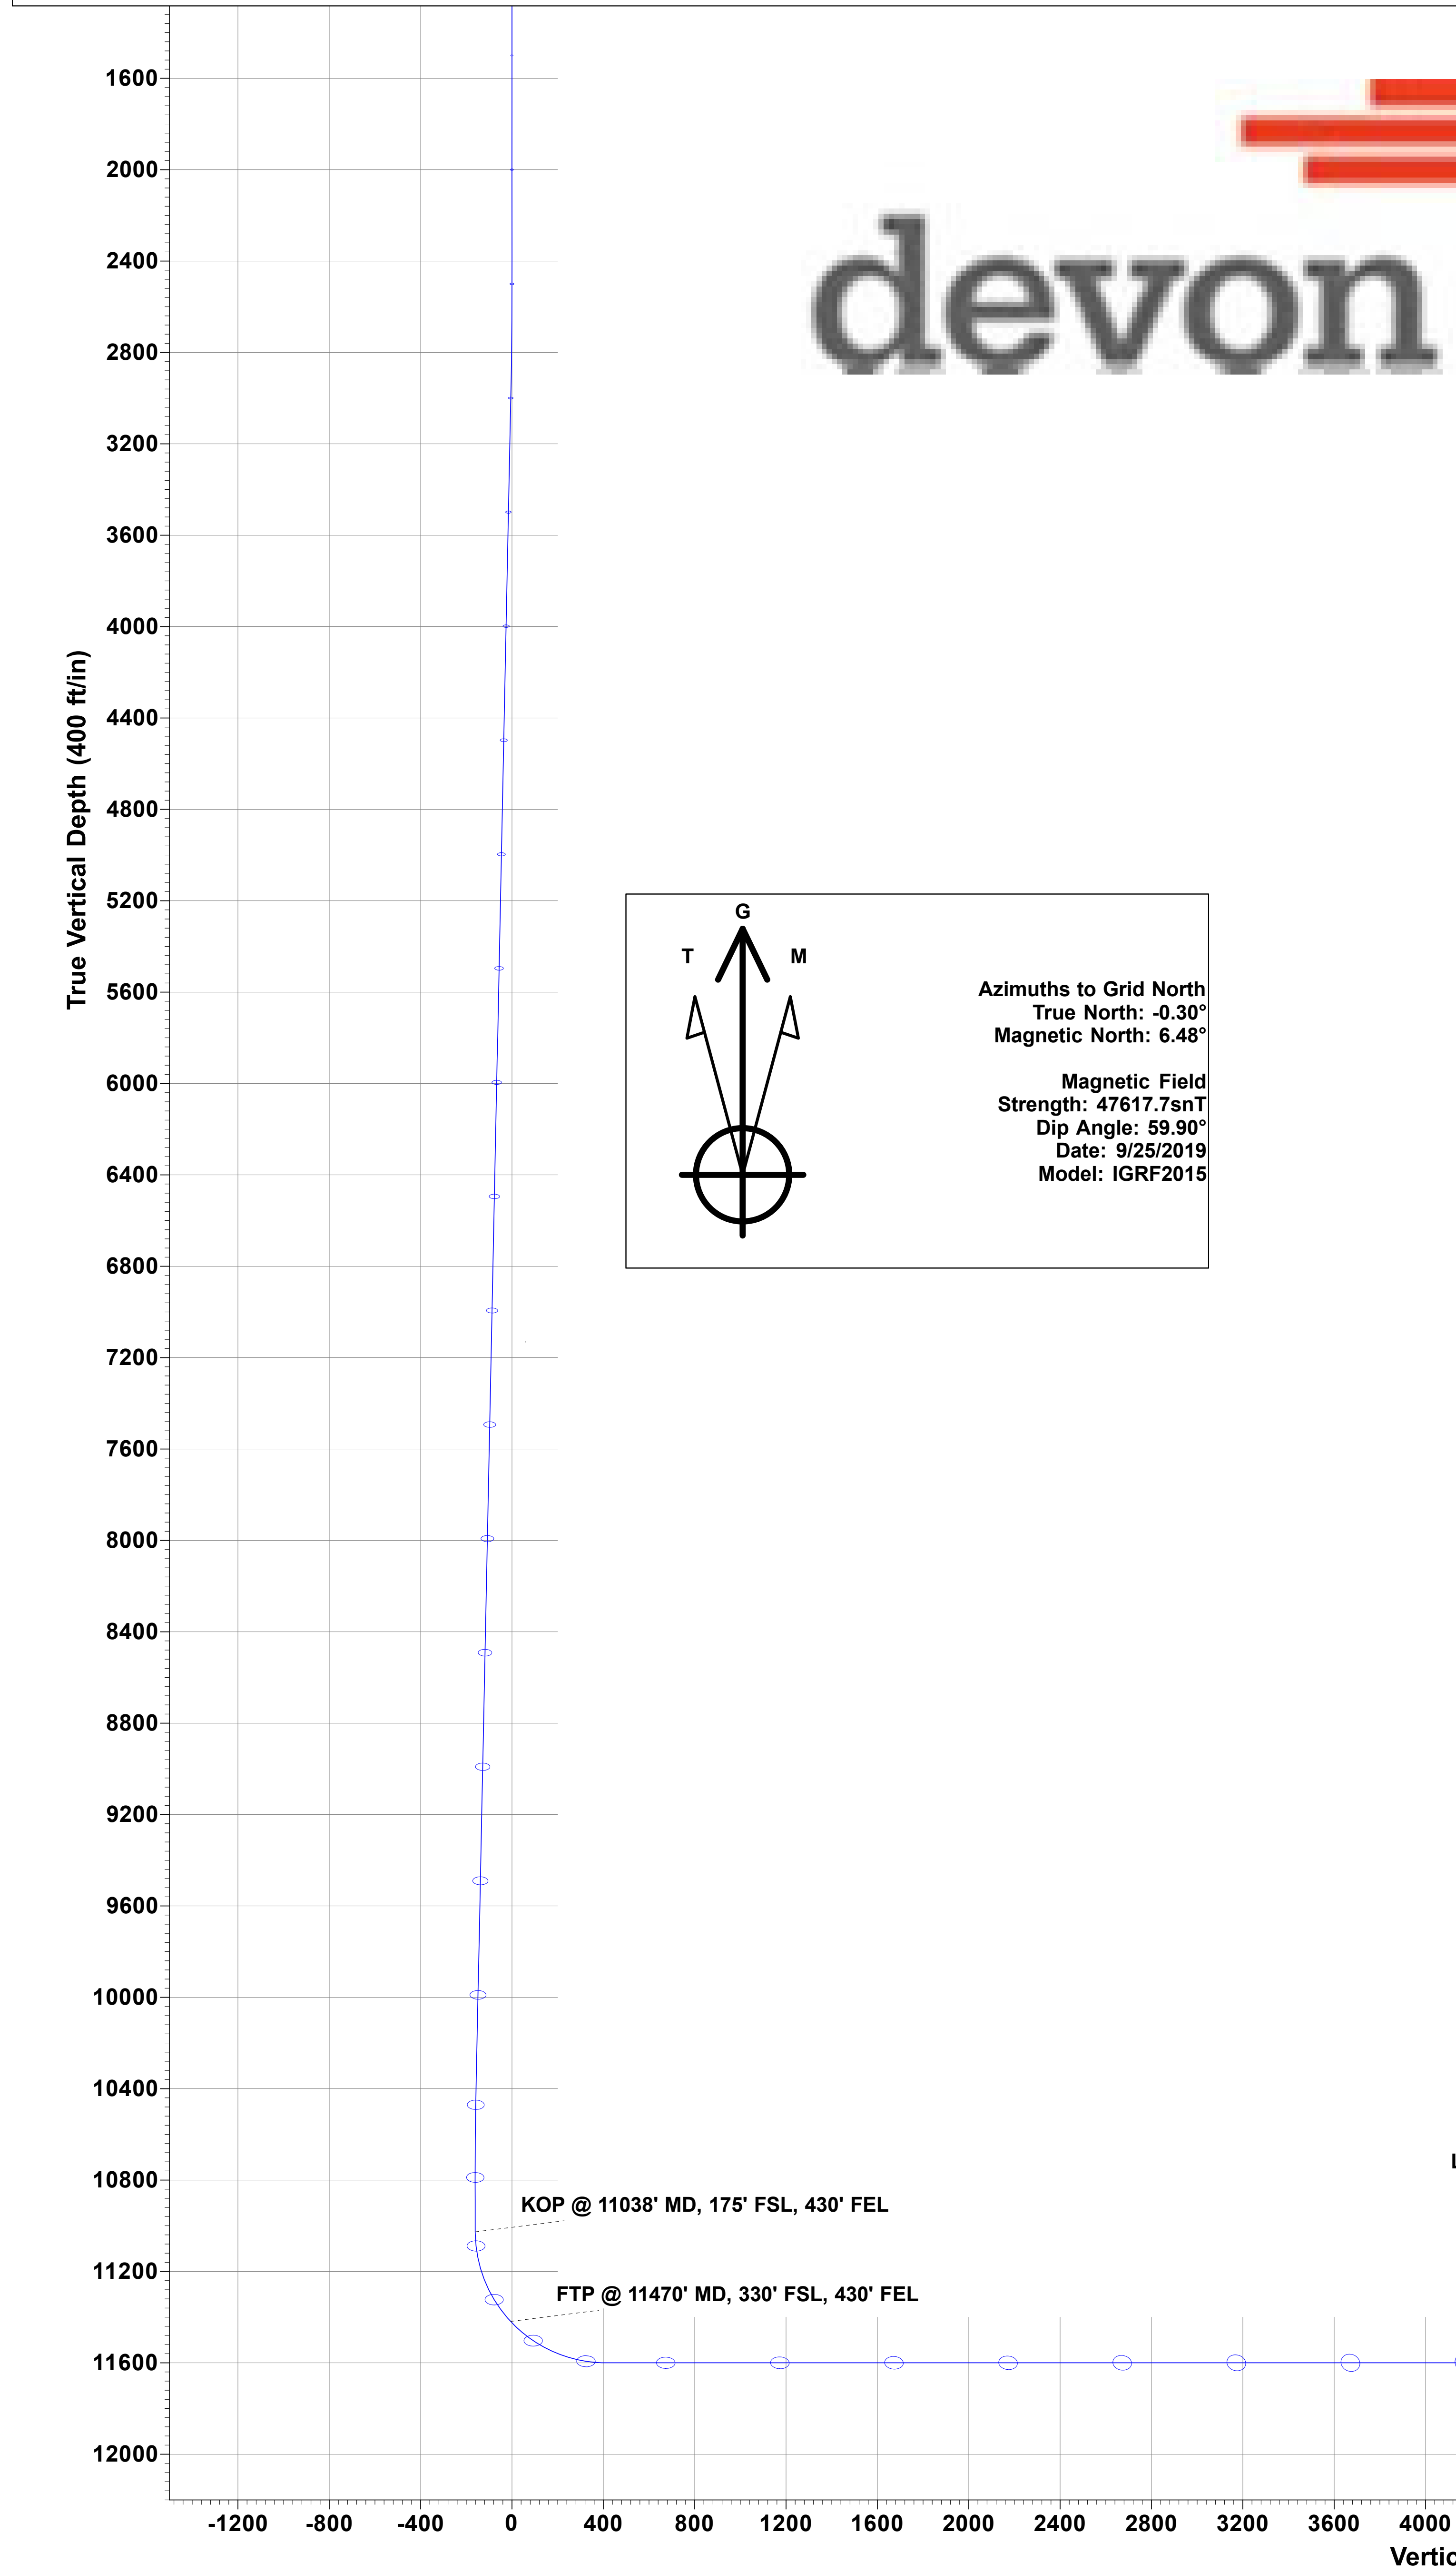 devon
1600
2000
2400
2800
3200
3600
4000
4400
4800
5200
5600
6000
6400
6800
7200
7600
8000
8400
8800
9200
9600
10000
10400
10800
11200
11600
12000
True Vertical Depth (400 ft/in)
G
T M
Azimuths to Grid North
True North: -0.30°
Magnetic North: 6.48°
Magnetic Field
Strength: 47617.7snT
Dip Angle: 59.90°
Date: 9/25/2019
Model: IGRF2015
KOP @ 11038' MD, 175' FSL, 430' FEL
FTP @ 11470' MD, 330' FSL, 430' FEL
-1200 -800 -400 0 400 800 1200 1600 2000 2400 2800 3200 3600 4000